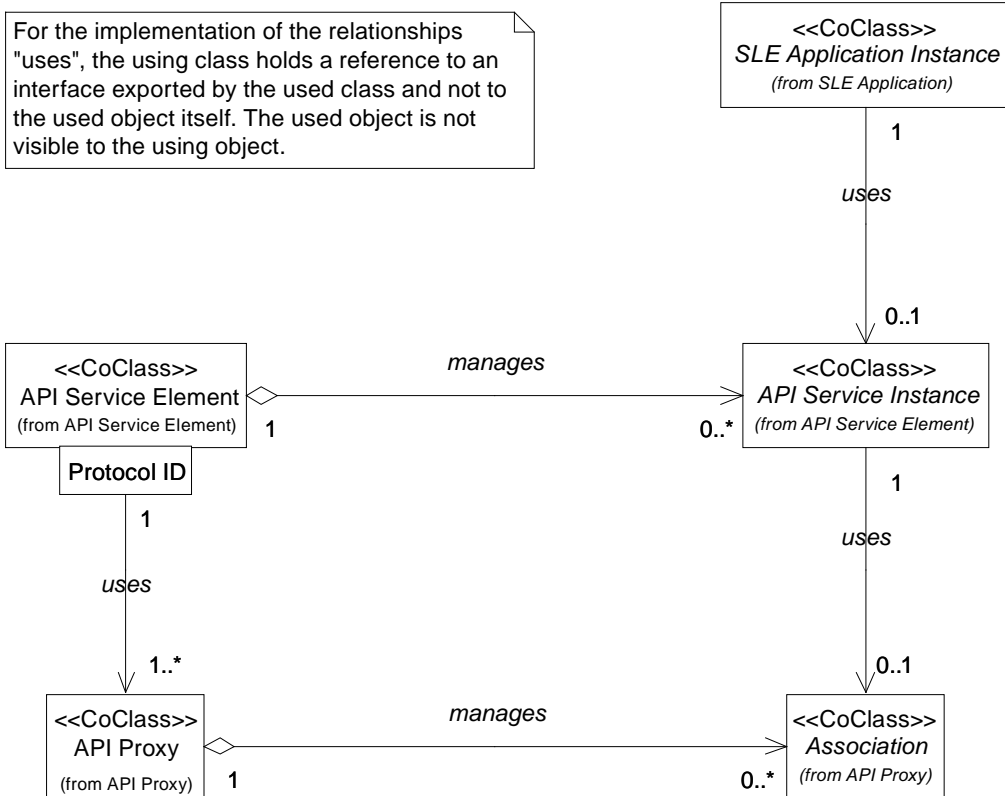 For the implementation of the relationships
"uses", the using class holds a reference to an
interface exported by the used class and not to
the used object itself. The used object is not
visible to the using object.
<<CoClass>>
SLE Application Instance
(from SLE Application)
1
uses
0..1
<<CoClass>>
API Service Element
(from API Service Element)
Protocol ID
1
manages
0..*
<<CoClass>>
API Service Instance
(from API Service Element)
1
uses
1..*
1
uses
0..1
<<CoClass>>
API Proxy
(from API Proxy)
1
manages
0..*
<<CoClass>>
Association
(from API Proxy)